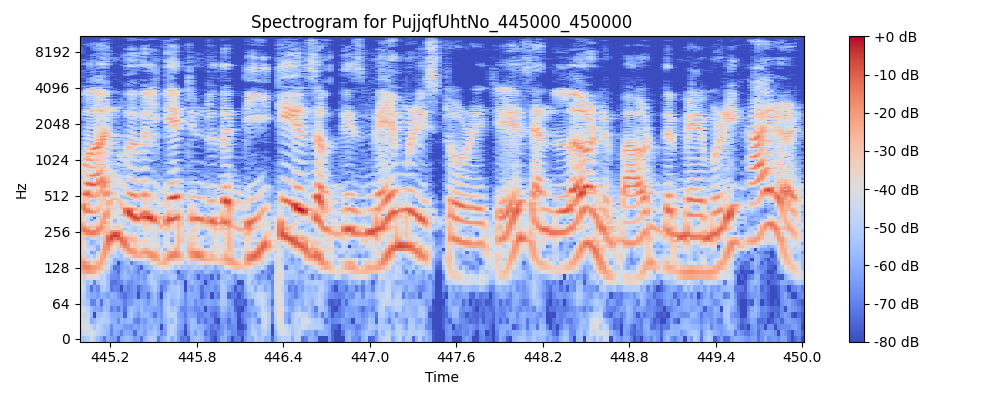 Spectrogram for PujjqfUhtNo_445000_450000
Hz
8192
4096
2048
1024
512
256
128
64
0
445.2 445.8 446.4 447.0 447.6 448.2 448.8 449.4 450.0
Time
+0 dB
-10 dB
-20 dB
-30 dB
-40 dB
-50 dB
-60 dB
-70 dB
-80 dB